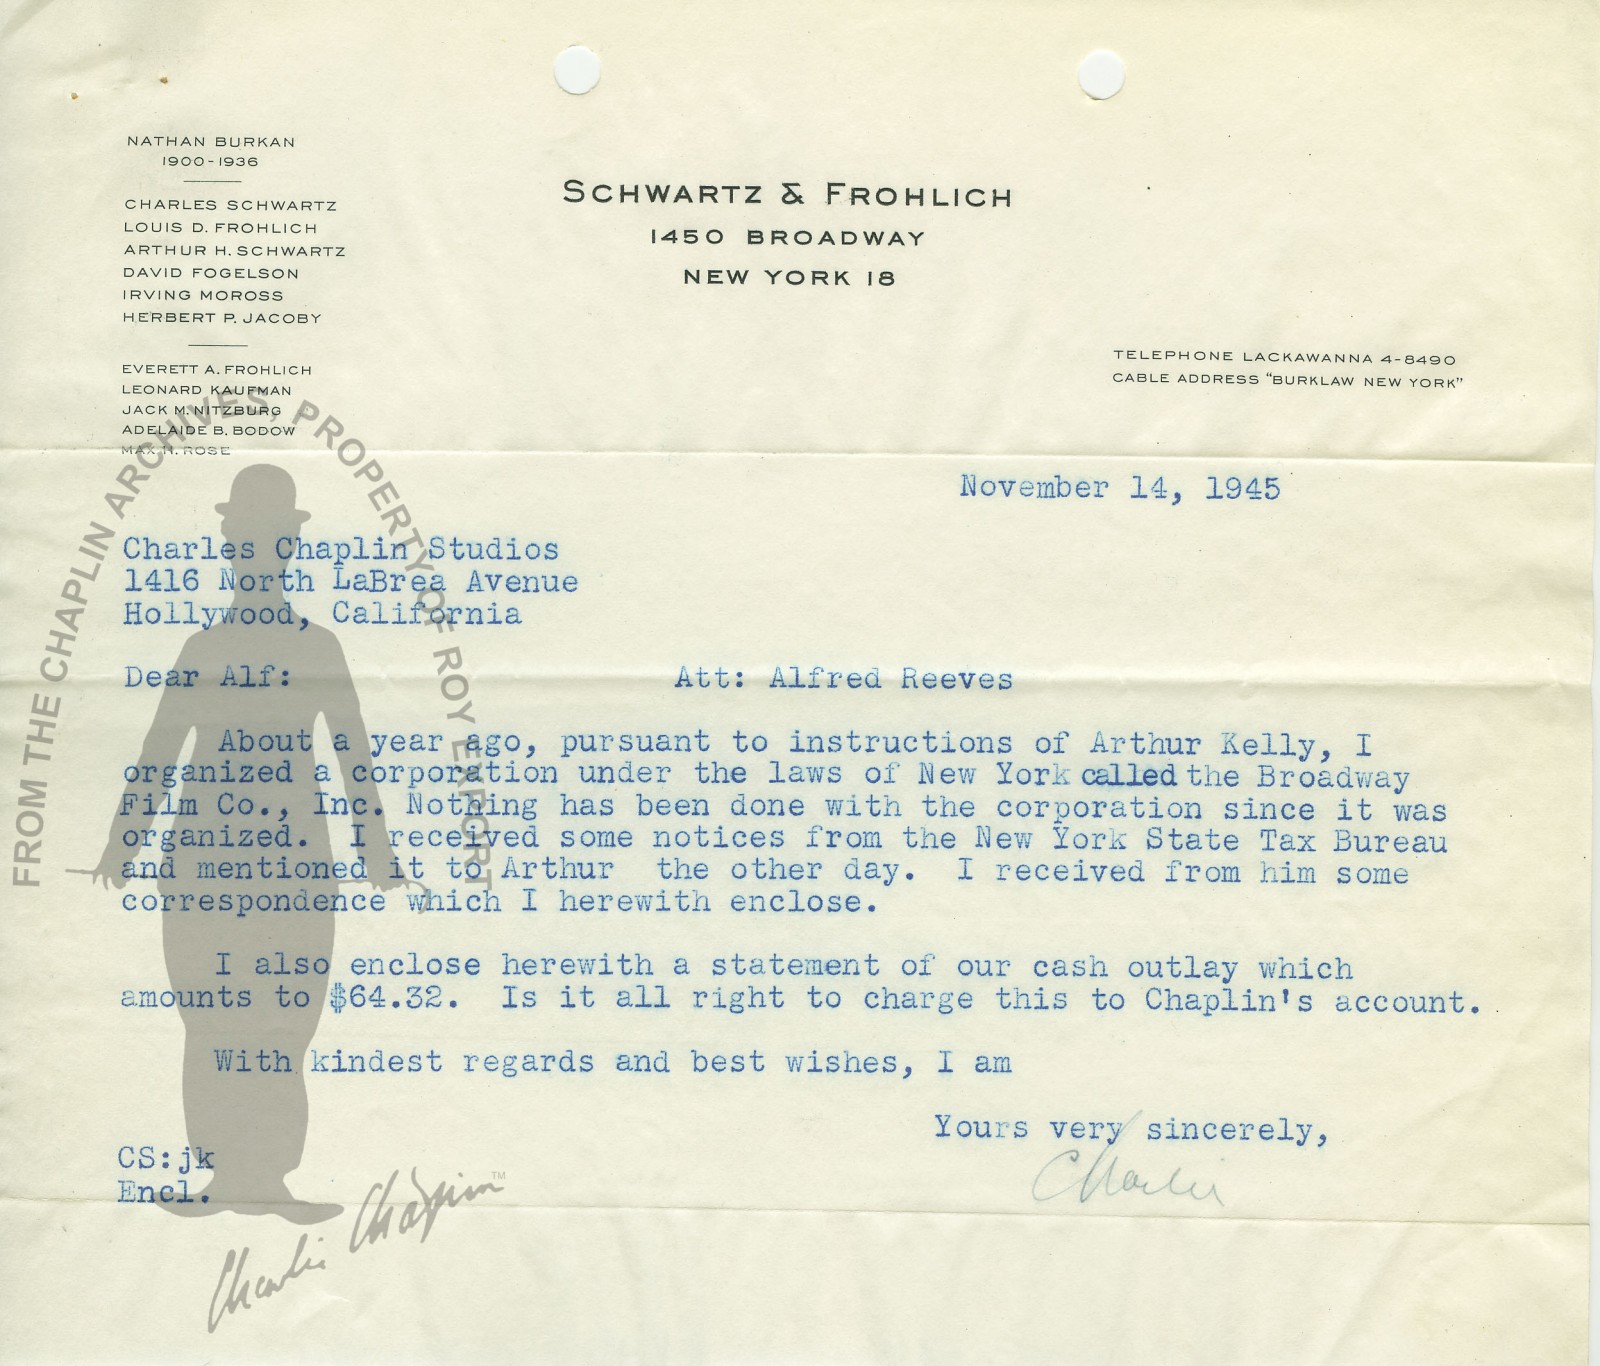 NATHAN BURKAN
1900-1936
CHARLES SCHWARTZ
LOUIS D. FROHLICH
ARTHUR H. SCHWARTZ
DAVID FOGELSON
IRVING MOROSS
HERBERT P. JACOBY
EVERETT A. FROHLICH
LEONARD KAUFMAN
JACK M. NITZBURG
ADELAIDE B. BODOW
MAX H. ROSE
SCHWARTZ & FROHLICH
1450 BROADWAY
NEW YORK 18
TELEPHONE LACKAWANNA 4-8490
CABLE ADDRESS "BURKLAW NEW YORK"
November 14, 1945
Charles Chaplin Studios
1416 North LaBrea Avenue
Hollywood, California
Dear Alf: Att: Alfred Reeves
About a year ago, pursuant to instructions of Arthur Kelly, I
organized a corporation under the laws of New York called the Broadway
Film Co., Inc. Nothing has been done with the corporation since it was
organized. I received some notices from the New York State Tax Bureau
and mentioned it to Arthur the other day. I received from him some
correspondence which I herewith enclose.
I also enclose herewith a statement of our cash outlay which
amounts to $64.32. Is it all right to charge this to Chaplin's account.
With kindest regards and best wishes, I am
Yours very sincerely,
Charlie
CS:jk
Encl.
FROM THE CHAPLIN ARCHIVES, PROPERTY OF ROY EXPORT
Charlie Chaplin™